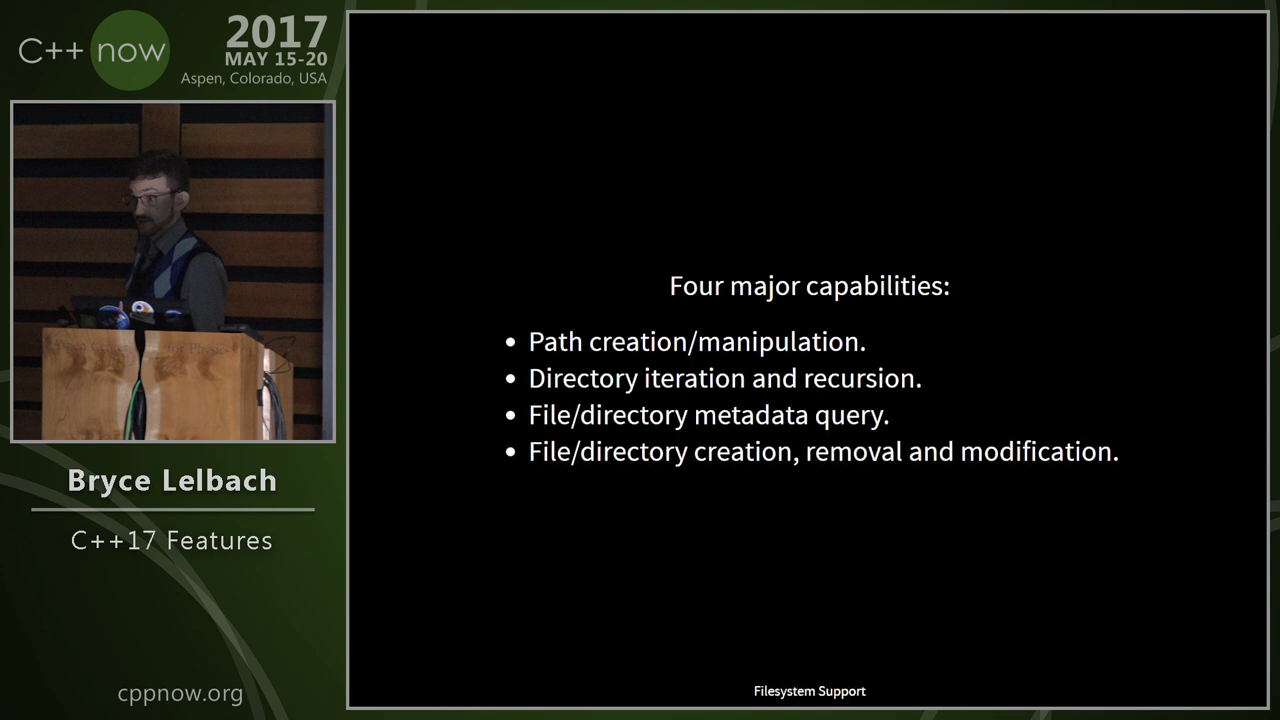 C++ now
2017
MAY 15-20
Aspen, Colorado, USA
Bryce Lelbach
C++17 Features
cppnow.org
Four major capabilities:
• Path creation/manipulation.
• Directory iteration and recursion.
• File/directory metadata query.
• File/directory creation, removal and modification.
Filesystem Support